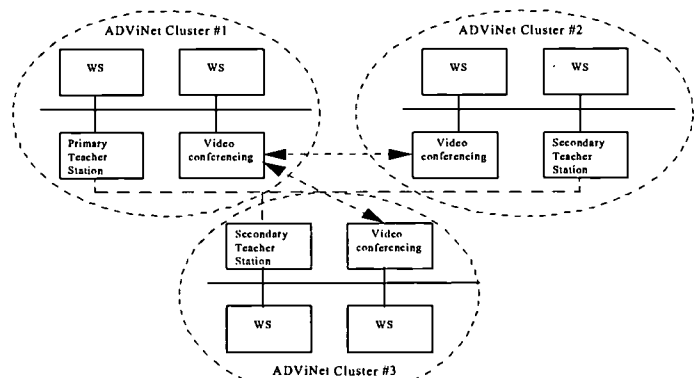 ADViNet Cluster #1
ADViNet Cluster #2
WS
WS
WS
WS
Primary
Teacher
Station
Video
conferencing
Video
conferencing
Secondary
Teacher
Station
Secondary
Teacher
Station
Video
conferencing
WS
WS
ADViNet Cluster #3